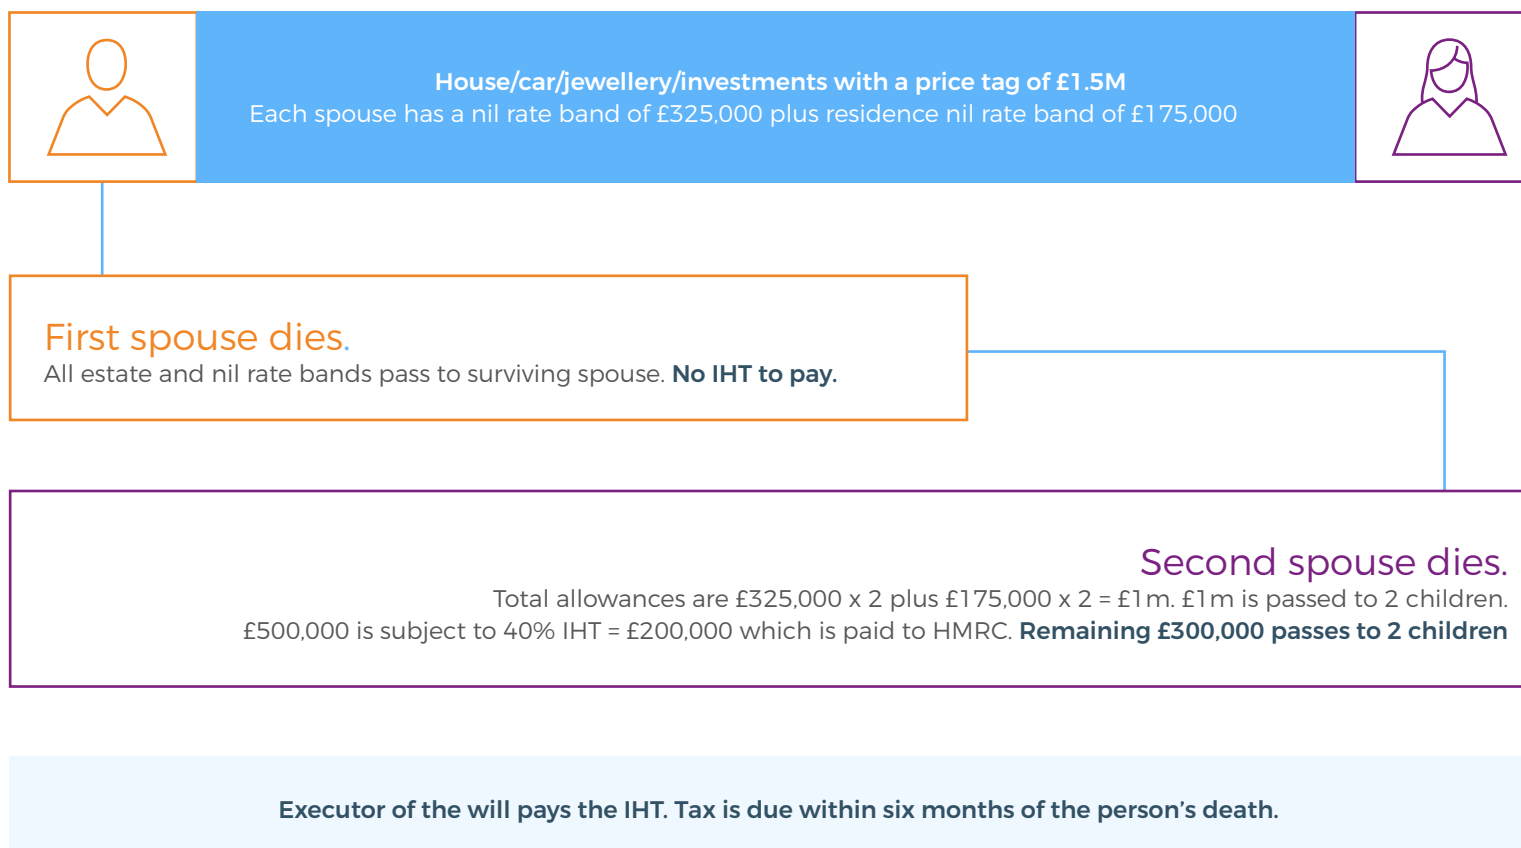 House/car/jewellery/investments with a price tag of £1.5M
Each spouse has a nil rate band of £325,000 plus residence nil rate band of £175,000
First spouse dies.
All estate and nil rate bands pass to surviving spouse. No IHT to pay.
Second spouse dies.
Total allowances are £325,000 x 2 plus £175,000 x 2 = £1m. £1m is passed to 2 children.
£500,000 is subject to 40% IHT = £200,000 which is paid to HMRC. Remaining £300,000 passes to 2 children
Executor of the will pays the IHT. Tax is due within six months of the person’s death.